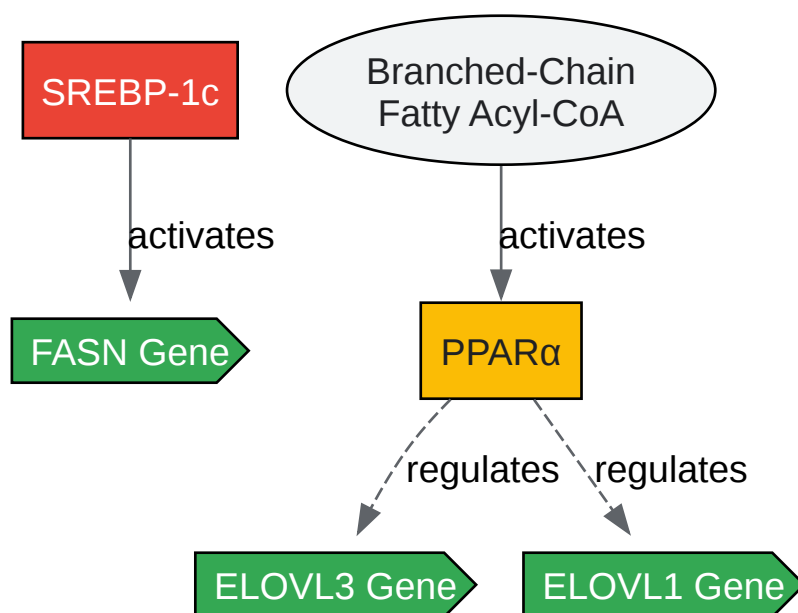 SREBP-1c
Branched-Chain
Fatty Acyl-CoA
activates
activates
FASN Gene
PPARα
regulates
regulates
ELOVL3 Gene
ELOVL1 Gene